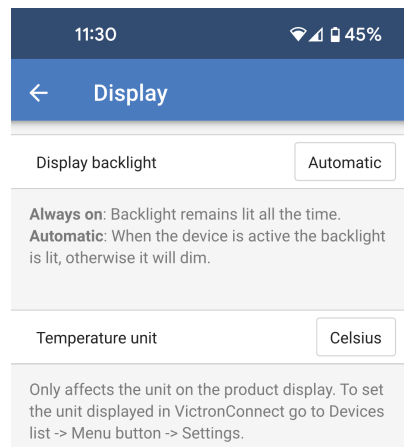 11:30
45%
Display
Display backlight
Automatic
Always on: Backlight remains lit all the time.
Automatic: When the device is active the backlight
is lit, otherwise it will dim.
Temperature unit
Celsius
Only affects the unit on the product display. To set
the unit displayed in VictronConnect go to Devices
list -> Menu button -> Settings.